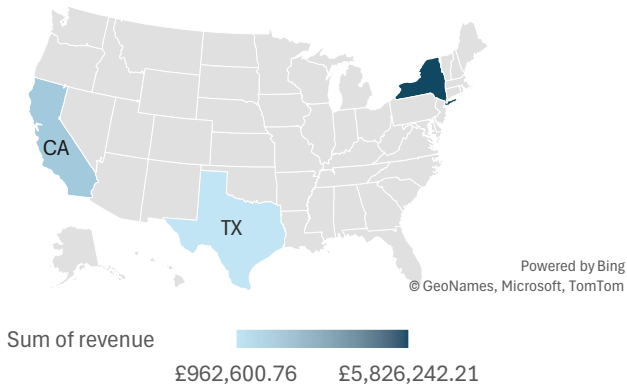 CA
TX
Powered by Bing
© GeoNames, Microsoft, TomTom
Sum of revenue
£962,600.76 £5,826,242.21